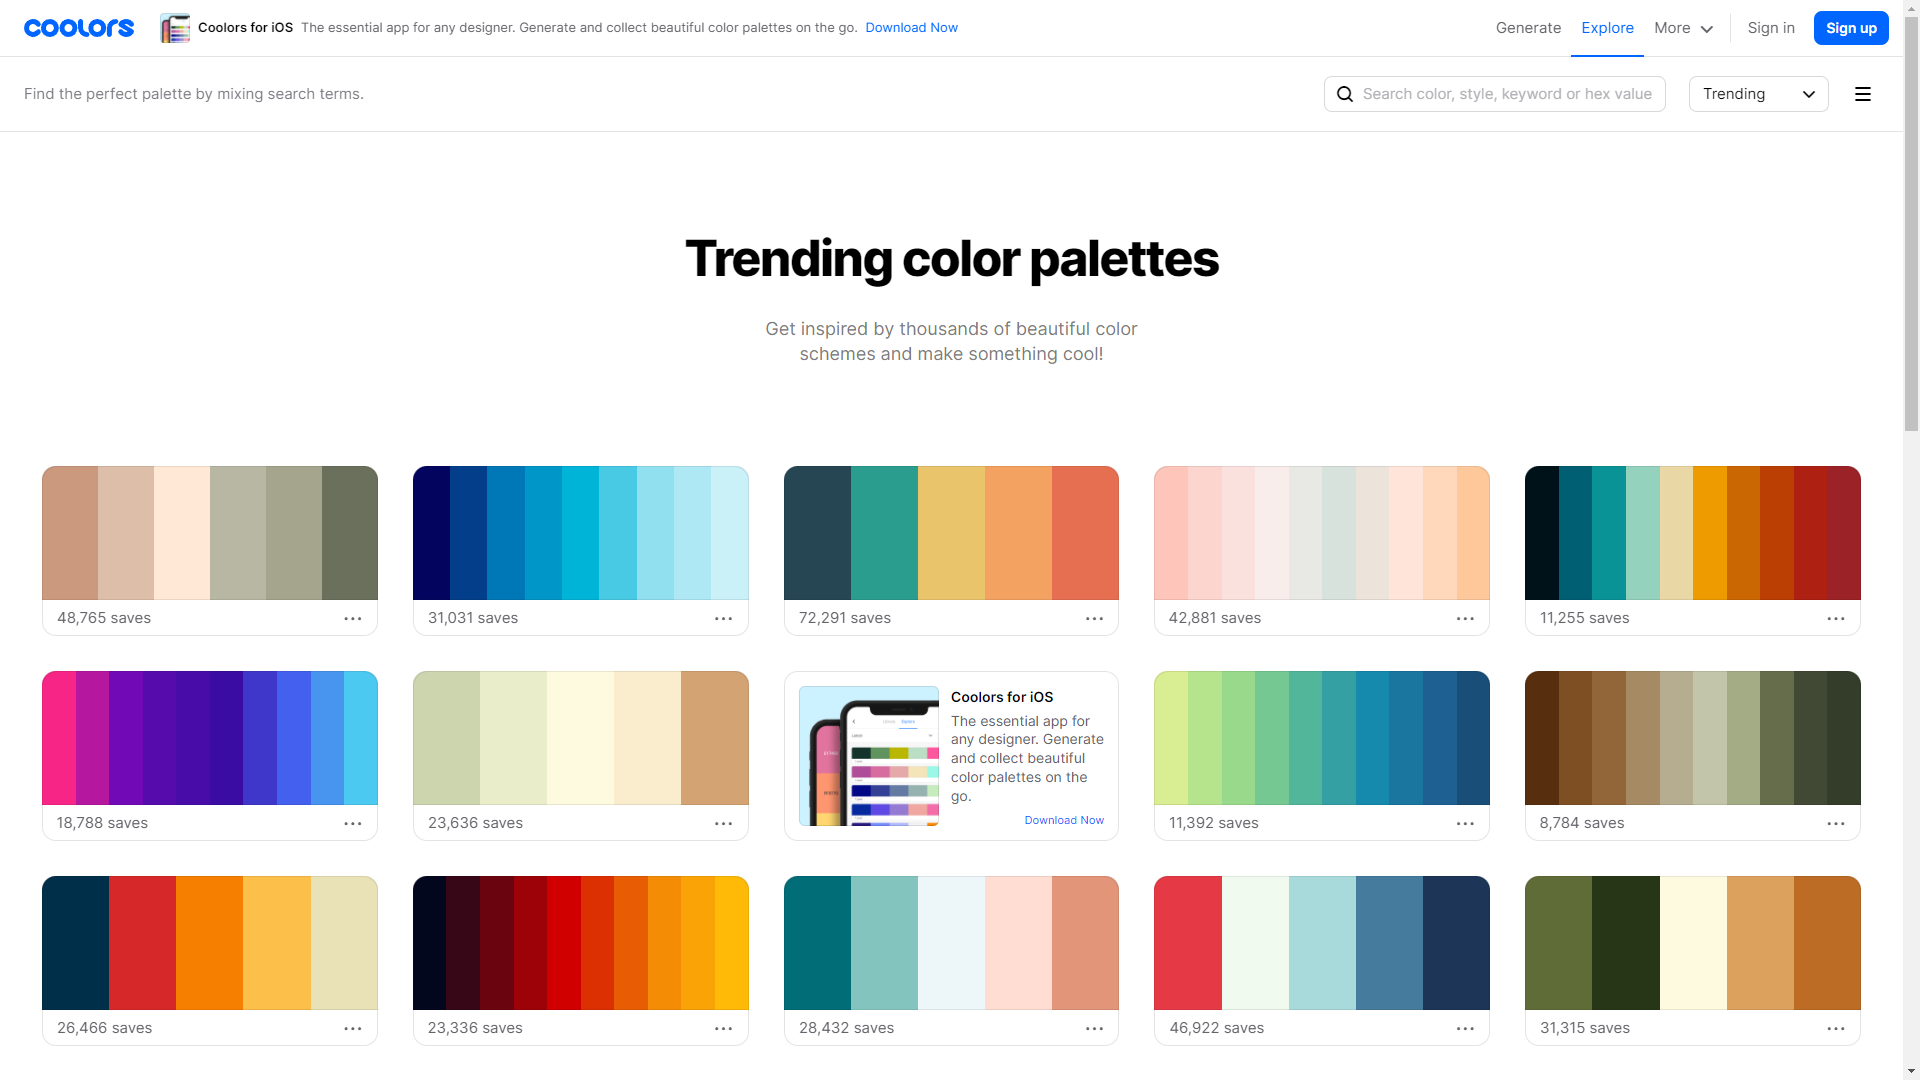 coolors
Coolors for iOS The essential app for any designer. Generate and collect beautiful color palettes on the go. Download Now
Generate Explore More Sign in Sign up
Find the perfect palette by mixing search terms.
Search color, style, keyword or hex value
Trending
Trending color palettes
Get inspired by thousands of beautiful color
schemes and make something cool!
48,765 saves
31,031 saves
72,291 saves
42,881 saves
11,255 saves
18,788 saves
23,636 saves
Coolors for iOS
The essential app for
any designer. Generate
and collect beautiful
color palettes on the
go.
Download Now
11,392 saves
8,784 saves
26,466 saves
23,336 saves
28,432 saves
46,922 saves
31,315 saves